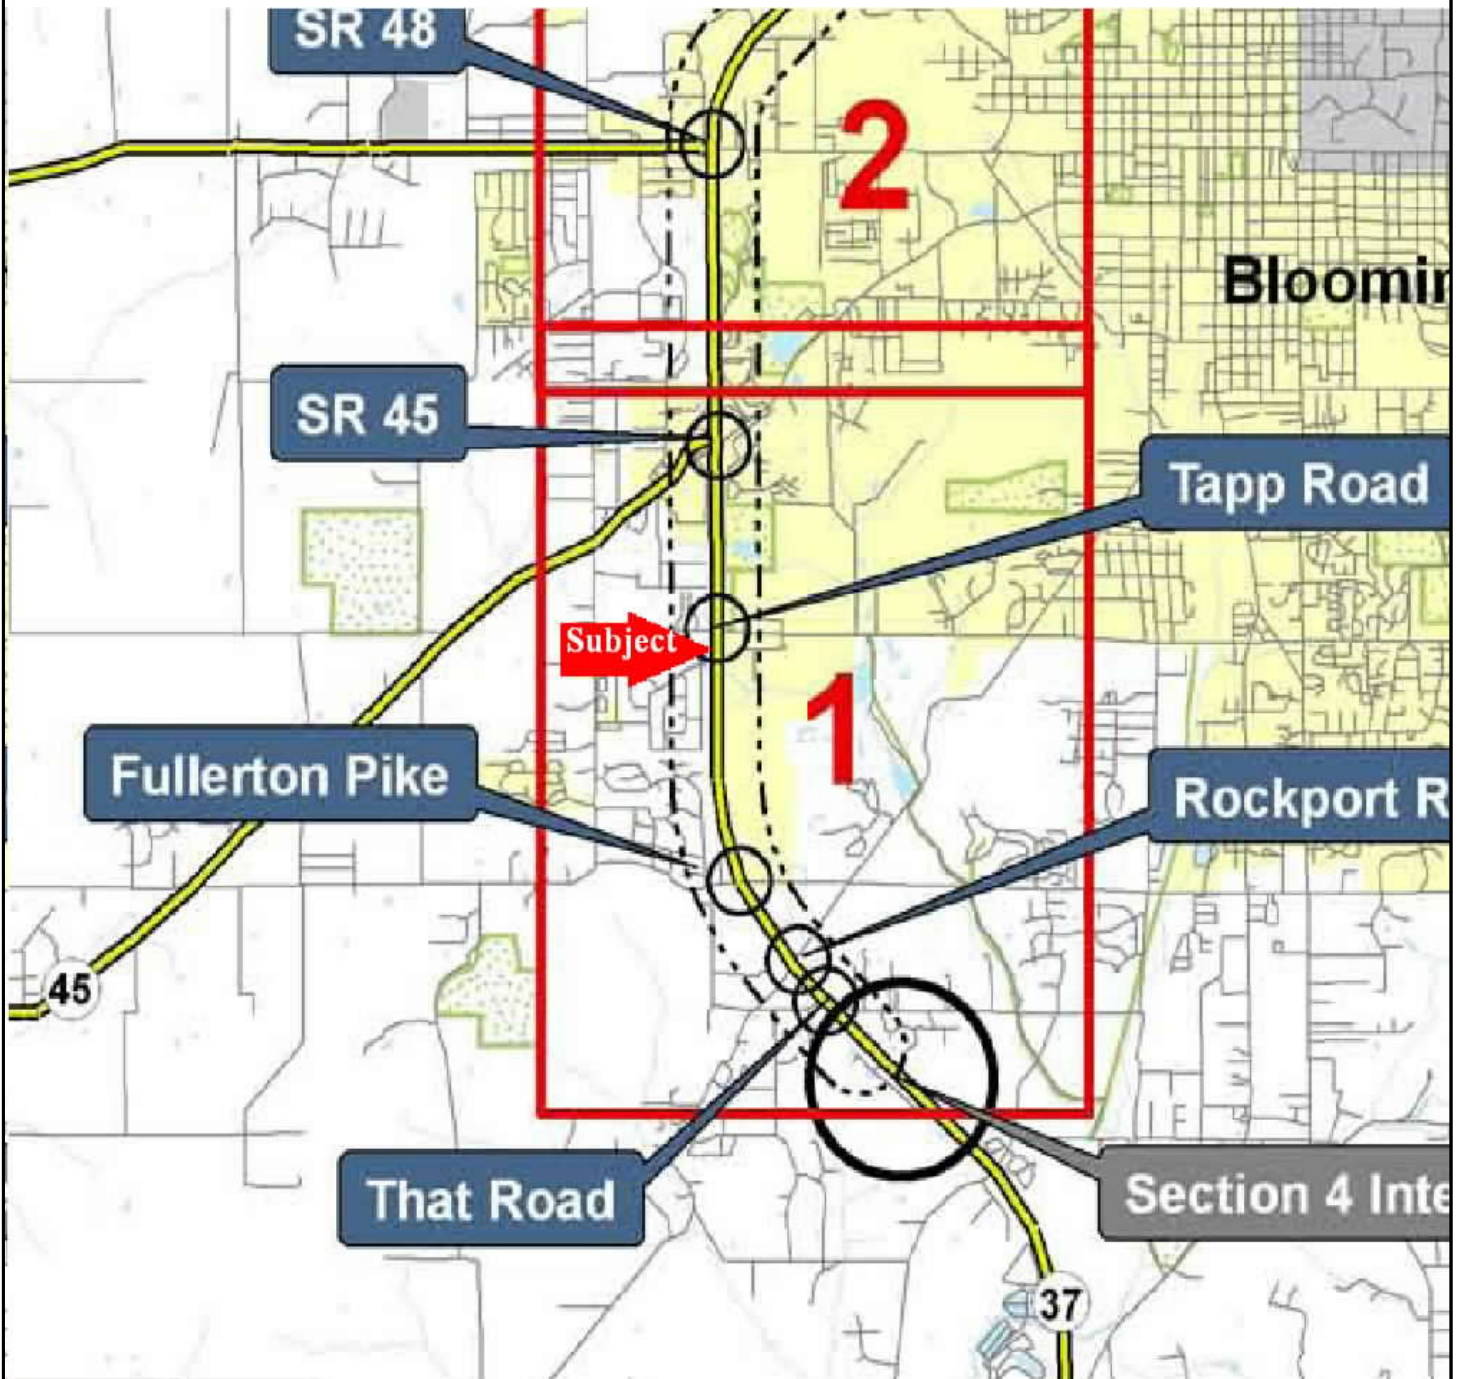 SR 48
2
Bloomin
SR 45
Tapp Road
Subject
1
Fullerton Pike
Rockport R
45
That Road
Section 4 Inte
37